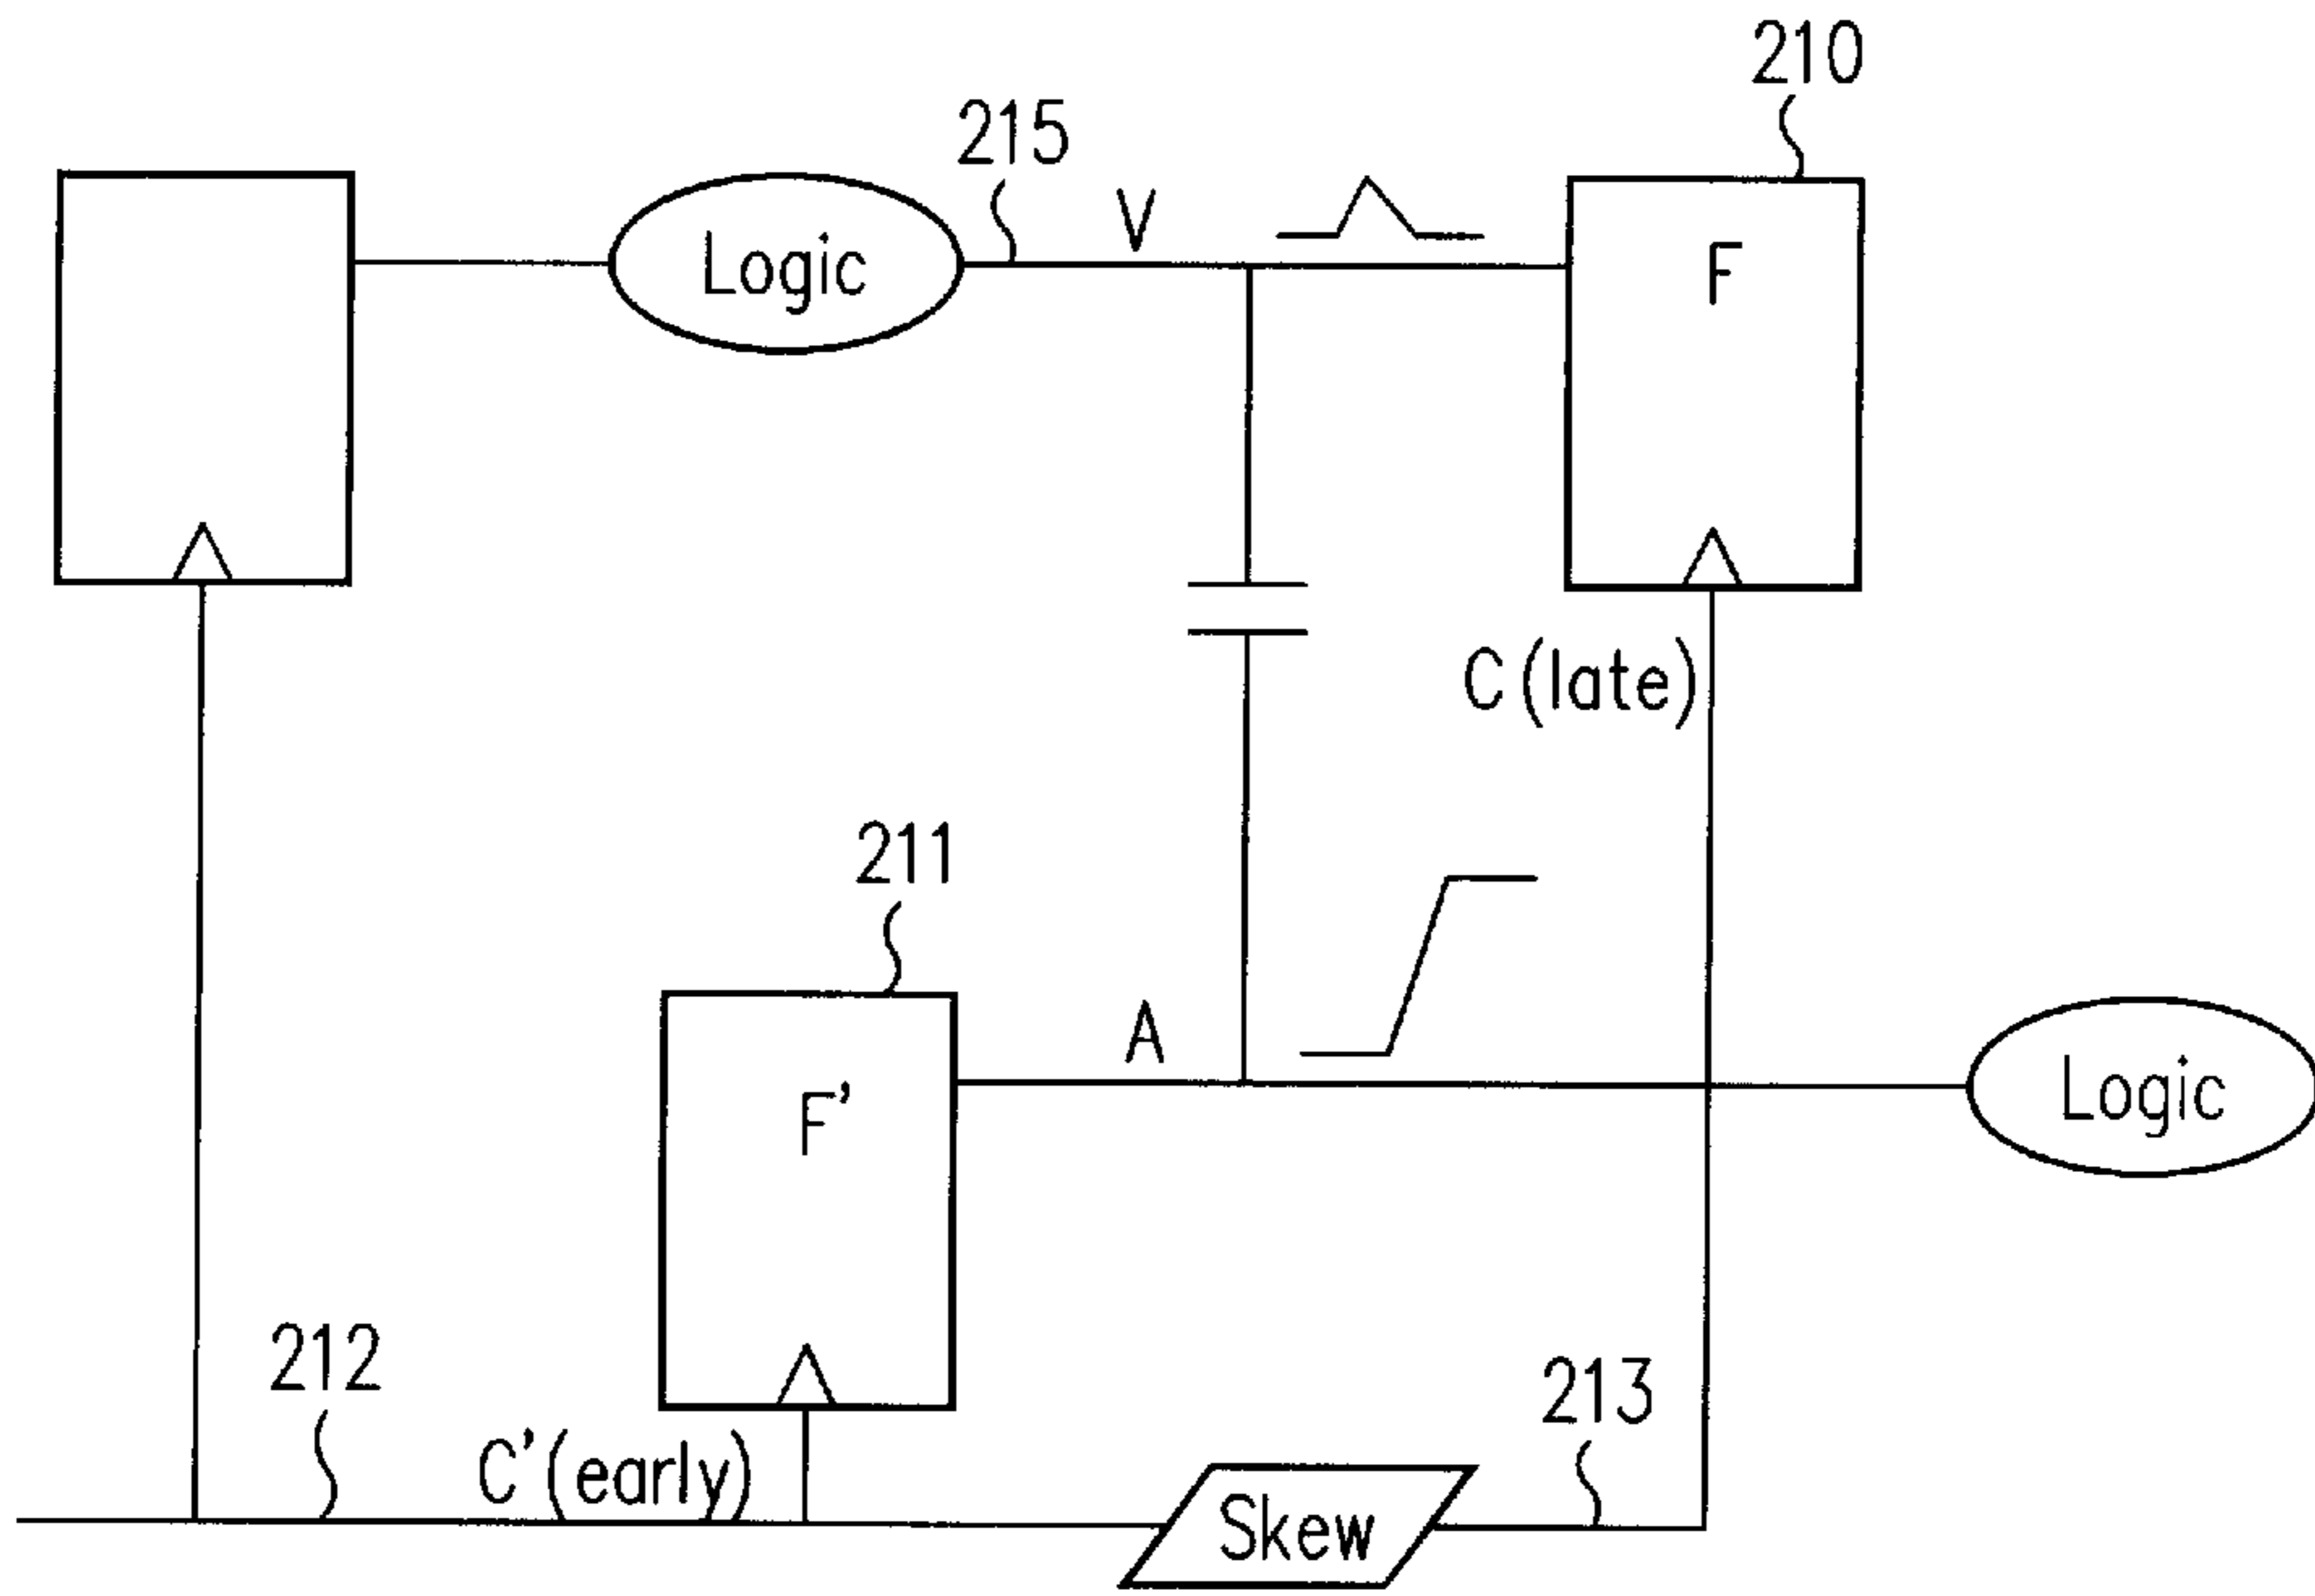 210
215
V
Logic
F
C (late)
211
A
F'
Logic
212
213
C' (early)
Skew